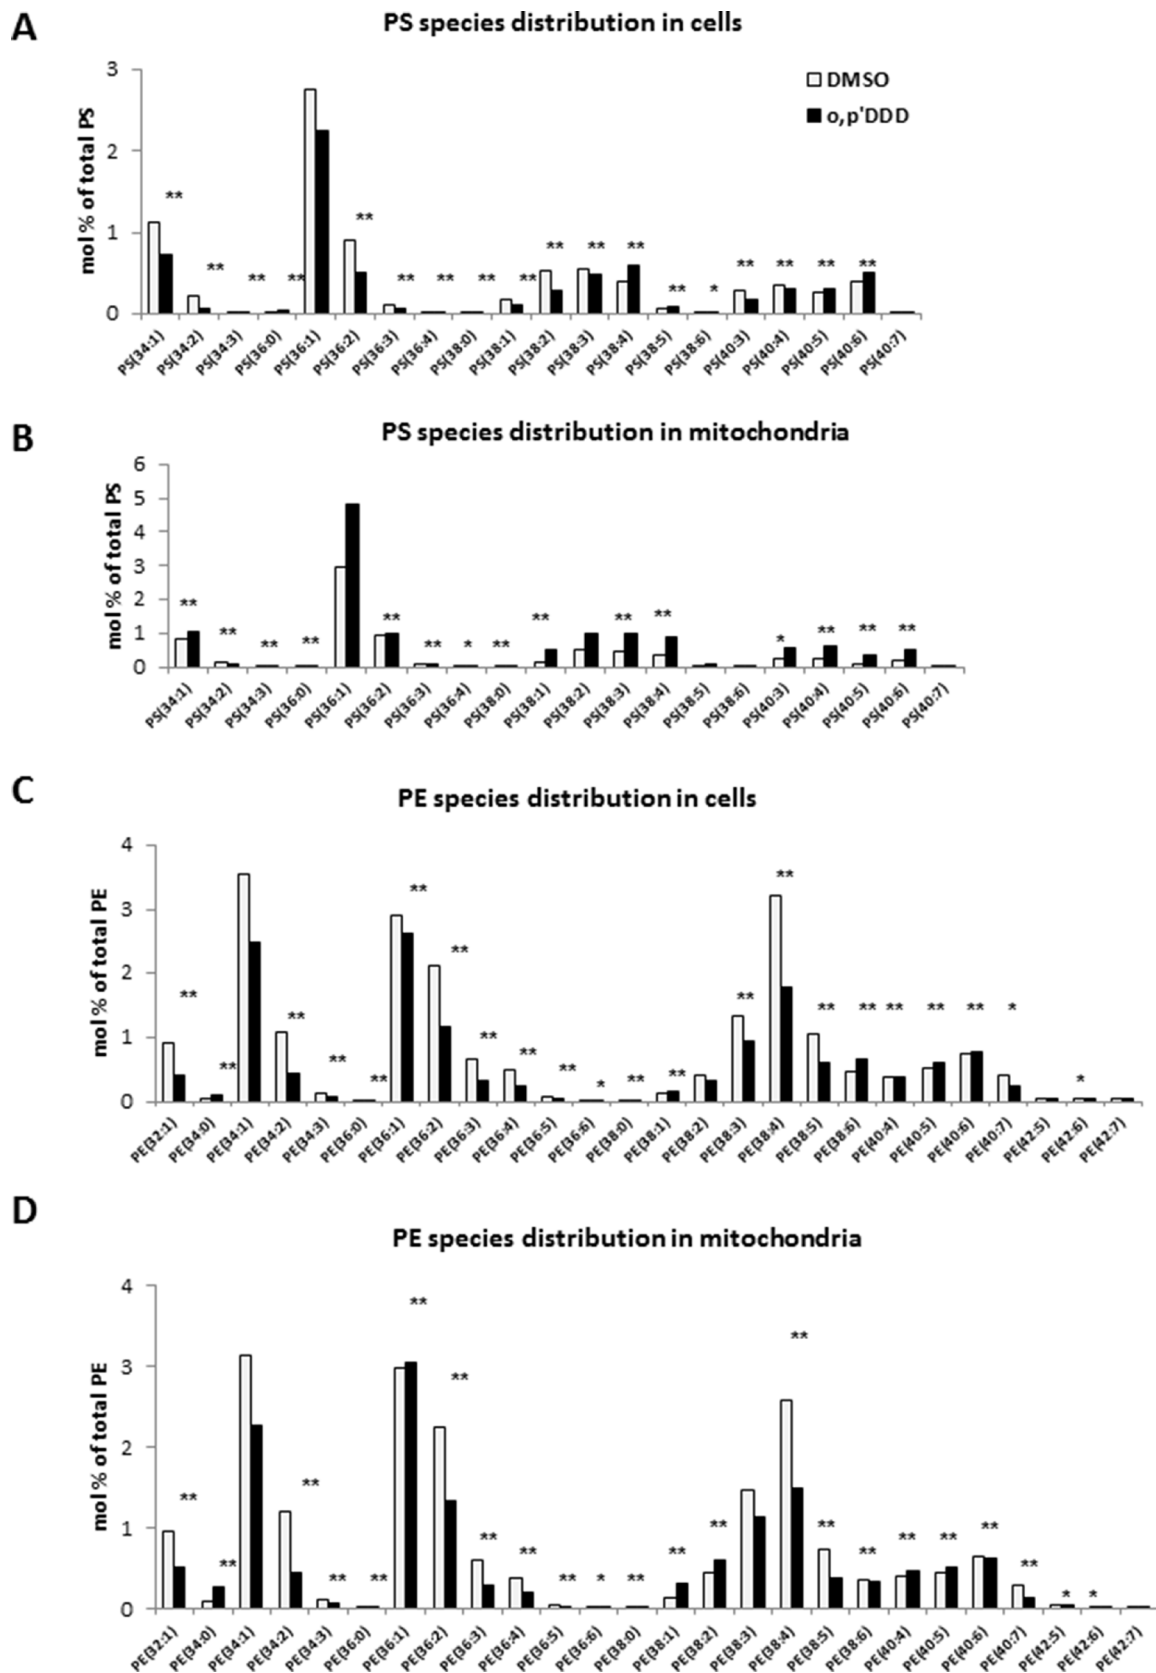 A
PS species distribution in cells
mol % of total PS
3
2
1
0
DMSO
o,p'DDD
** ** ** ** ** ** ** ** ** ** ** ** ** * ** ** ** **
PS(34:1) PS(34:2) PS(34:3) PS(36:0) PS(36:1) PS(36:2) PS(36:3) PS(36:4) PS(38:0) PS(38:1) PS(38:2) PS(38:3) PS(38:4) PS(38:5) PS(38:6) PS(40:3) PS(40:4) PS(40:5) PS(40:6) PS(40:7)
B
PS species distribution in mitochondria
mol % of total PS
6
5
4
3
2
1
0
** ** ** ** ** ** * ** ** ** ** * ** ** **
PS(34:1) PS(34:2) PS(34:3) PS(36:0) PS(36:1) PS(36:2) PS(36:3) PS(36:4) PS(38:0) PS(38:1) PS(38:2) PS(38:3) PS(38:4) PS(38:5) PS(38:6) PS(40:3) PS(40:4) PS(40:5) PS(40:6) PS(40:7)
C
PE species distribution in cells
mol % of total PE
4
3
2
1
0
** ** ** ** ** ** ** ** ** ** * ** ** ** ** ** ** ** ** ** * *
PE(32:1) PE(34:0) PE(34:1) PE(34:2) PE(34:3) PE(36:0) PE(36:1) PE(36:2) PE(36:3) PE(36:4) PE(36:5) PE(36:6) PE(38:0) PE(38:1) PE(38:2) PE(38:3) PE(38:4) PE(38:5) PE(38:6) PE(40:4) PE(40:5) PE(40:6) PE(40:7) PE(42:5) PE(42:6) PE(42:7)
D
PE species distribution in mitochondria
mol % of total PE
4
3
2
1
0
** ** ** ** ** ** ** ** ** ** * ** ** ** ** ** ** ** ** ** ** * *
PE(32:1) PE(34:0) PE(34:1) PE(34:2) PE(34:3) PE(36:0) PE(36:1) PE(36:2) PE(36:3) PE(36:4) PE(36:5) PE(36:6) PE(38:0) PE(38:1) PE(38:2) PE(38:3) PE(38:4) PE(38:5) PE(38:6) PE(40:4) PE(40:5) PE(40:6) PE(40:7) PE(42:5) PE(42:6) PE(42:7)